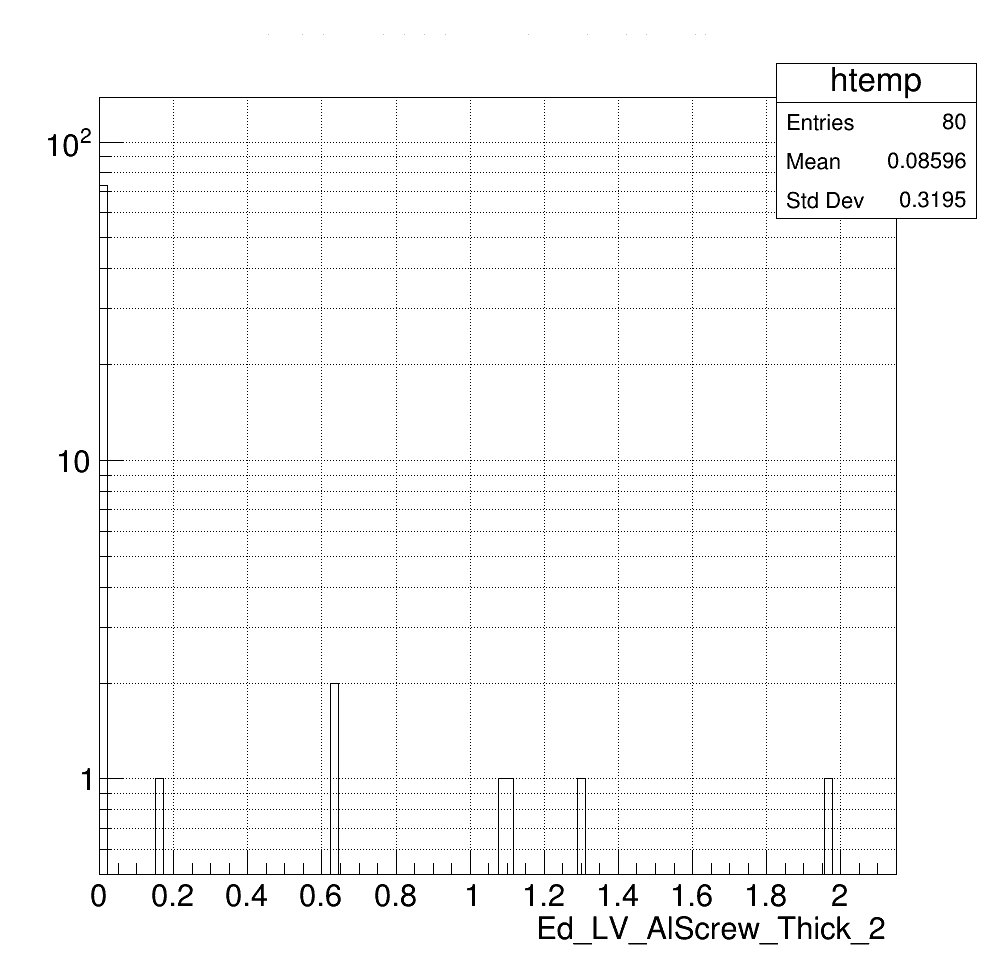 htemp
Entries 80
Mean 0.08596
Std Dev 0.3195
10²
10
1
0 0.2 0.4 0.6 0.8 1 1.2 1.4 1.6 1.8 2
Ed_LV_AlScrew_Thick_2